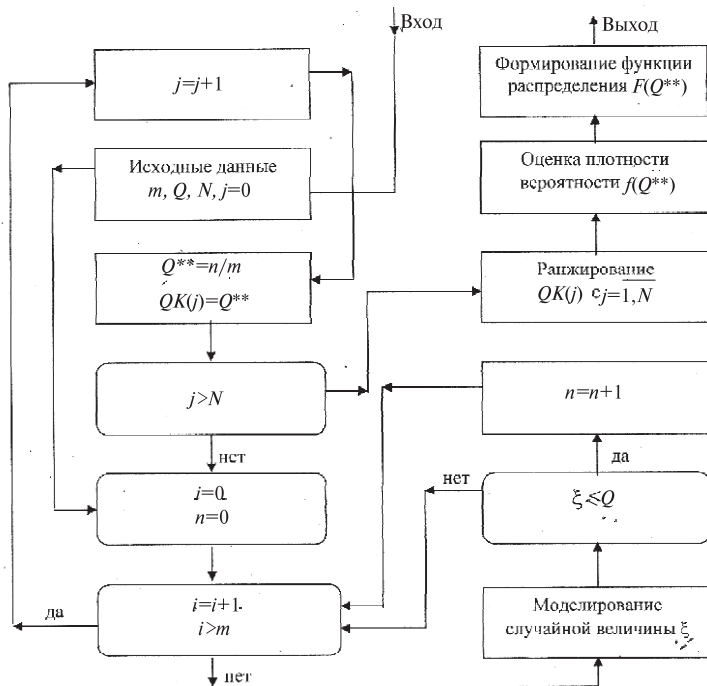 Вход
Выход
j=j+1
Формирование функции
распределения F(Q**)
Исходные данные
m, Q, N, j=0
Оценка плотности
вероятности f(Q**)
Q**=n/m
QK(j)=Q**
Ранжирование
QK(j) с j=1,N
j>N
n=n+1
нет
да
нет
j=0
n=0
ξ⩽Q
i=i+1
i>m
да
Моделирование
случайной величины ξ
нет